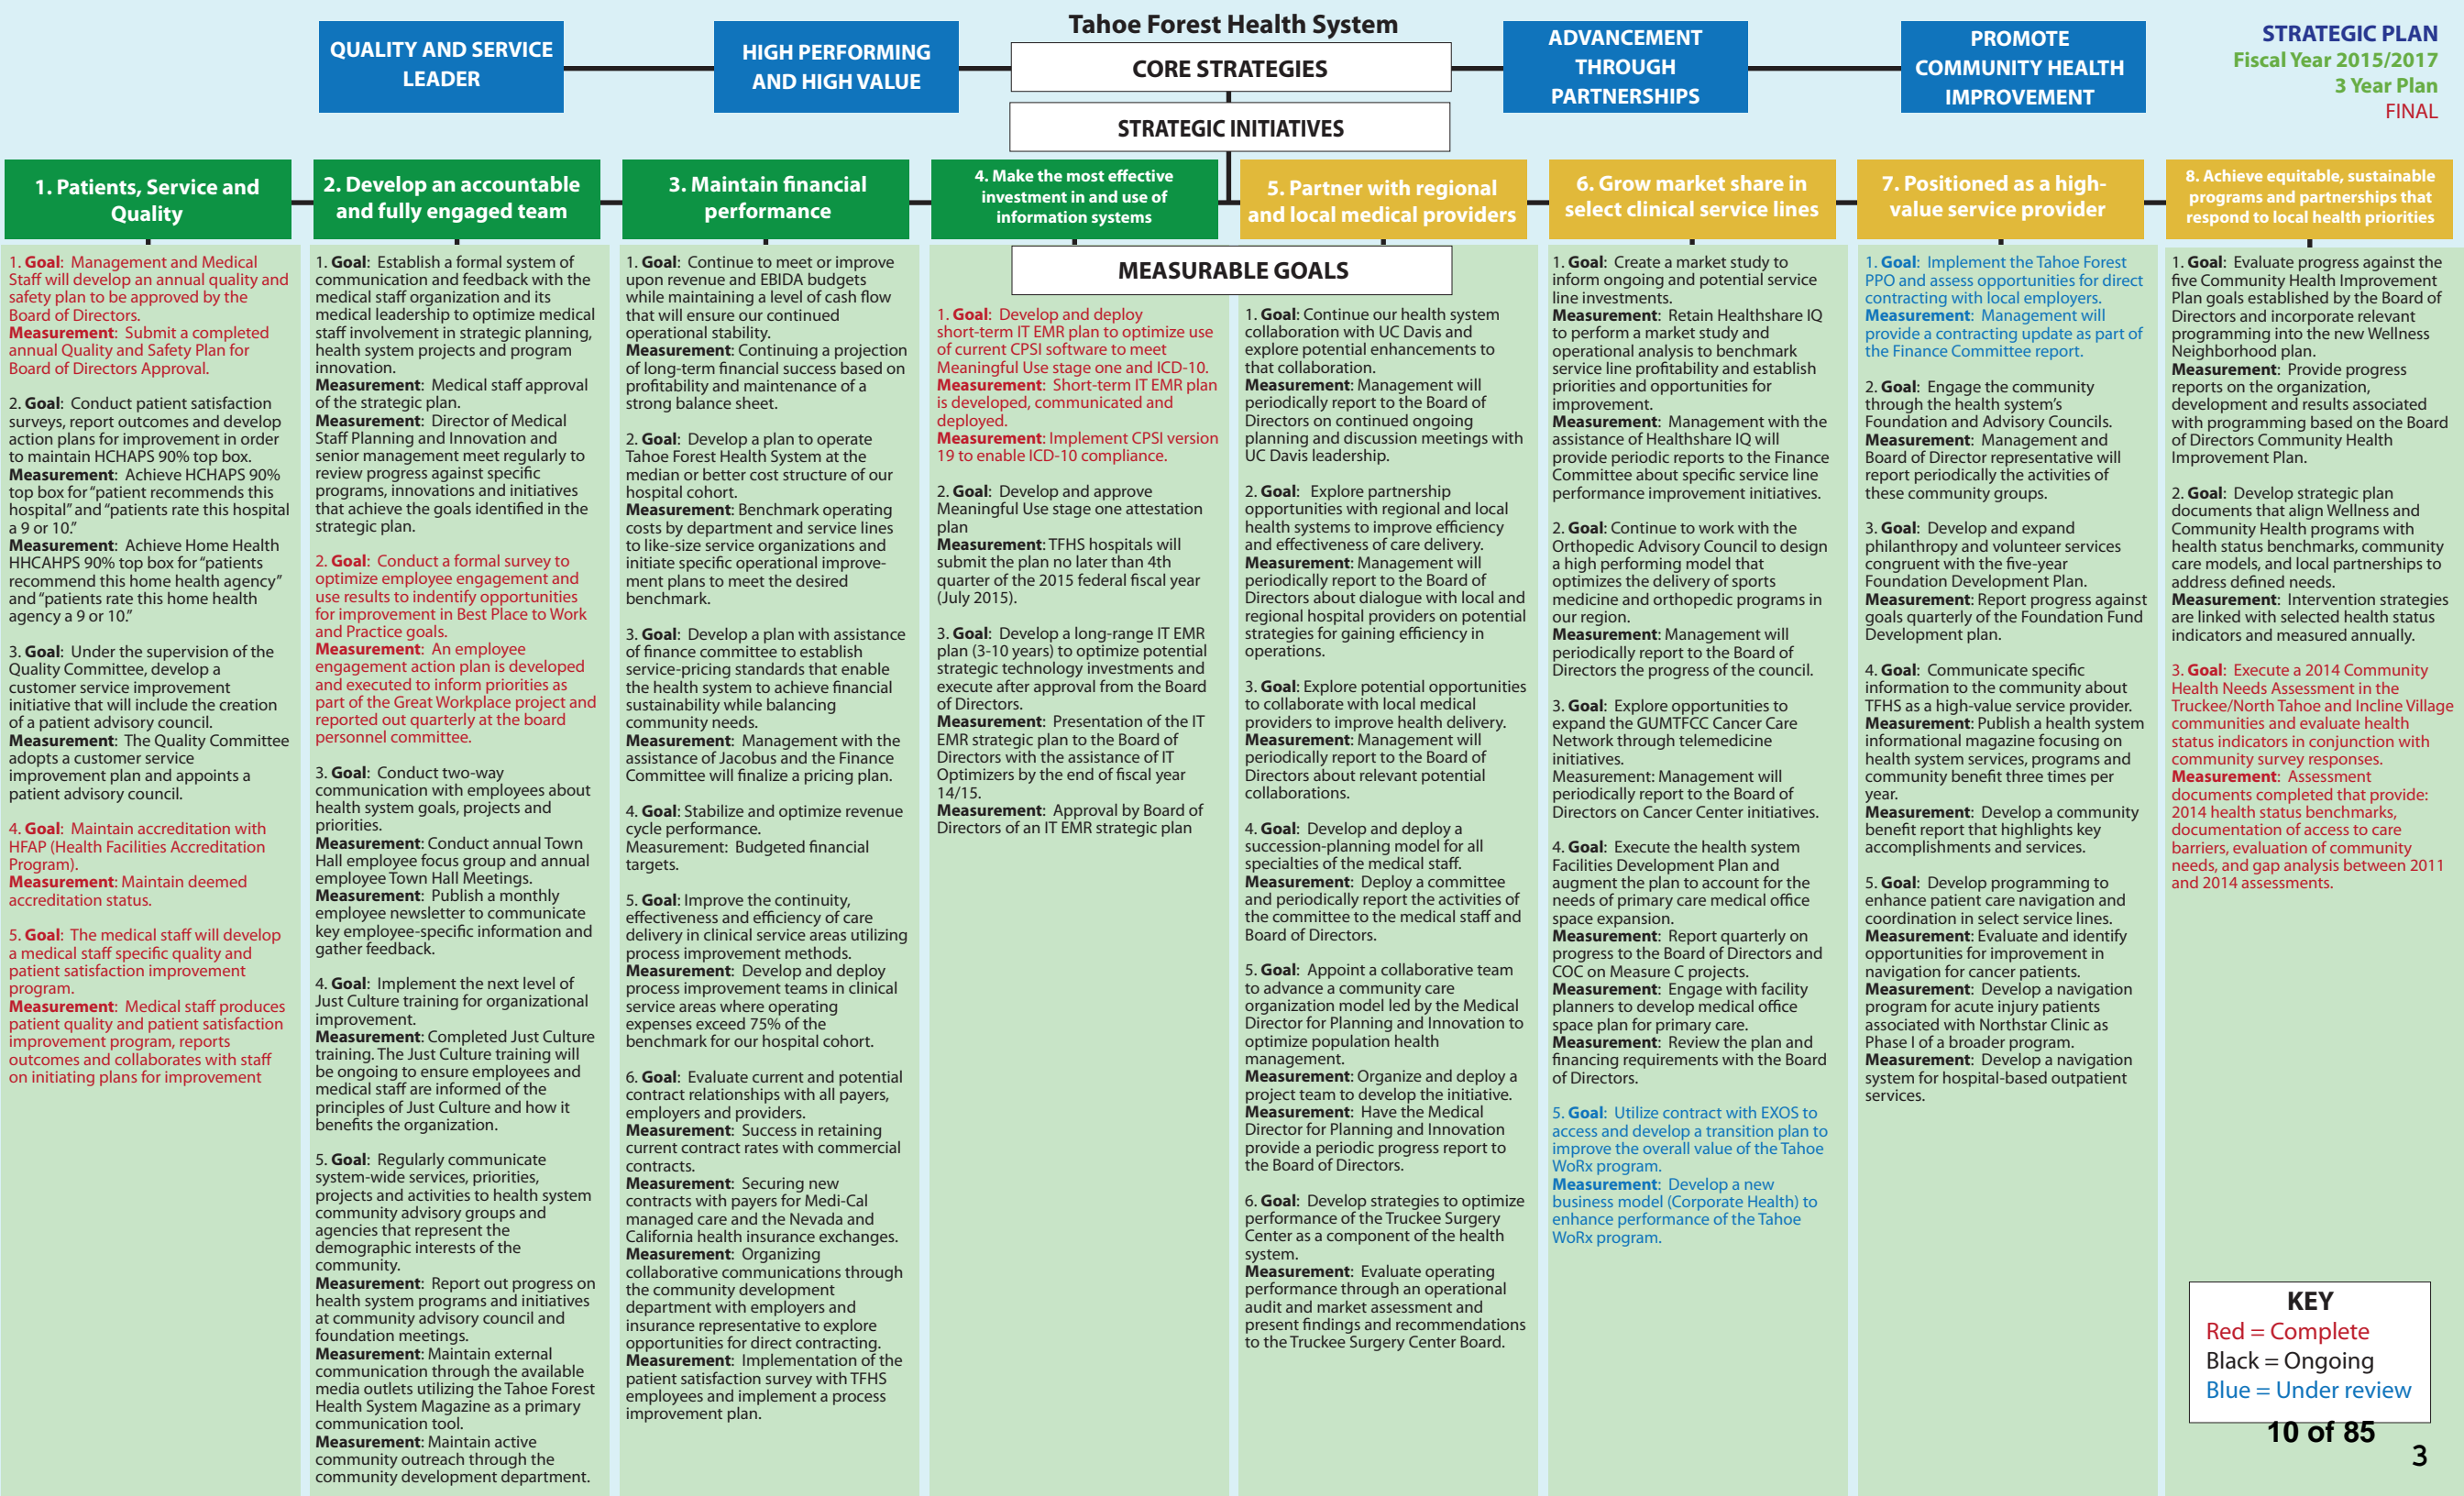 Tahoe Forest Health System
QUALITY AND SERVICE
LEADER
HIGH PERFORMING
AND HIGH VALUE
CORE STRATEGIES
ADVANCEMENT
THROUGH
PARTNERSHIPS
PROMOTE
COMMUNITY HEALTH
IMPROVEMENT
STRATEGIC PLAN
Fiscal Year 2015/2017
3 Year Plan
FINAL
STRATEGIC INITIATIVES
1. Patients, Service and
Quality
2. Develop an accountable
and fully engaged team
3. Maintain financial
performance
4. Make the most effective
investment in and use of
information systems
5. Partner with regional
and local medical providers
6. Grow market share in
select clinical service lines
7. Positioned as a high-
value service provider
8. Achieve equitable, sustainable
programs and partnerships that
respond to local health priorities
MEASURABLE GOALS
1. Goal: Management and Medical
Staff will develop an annual quality and
safety plan to be approved by the
Board of Directors.
Measurement: Submit a completed
annual Quality and Safety Plan for
Board of Directors Approval.
2. Goal: Conduct patient satisfaction
surveys, report outcomes and develop
action plans for improvement in order
to maintain HCHAPS 90% top box.
Measurement: Achieve HCHAPS 90%
top box for "patient recommends this
hospital" and "patients rate this hospital
a 9 or 10."
Measurement: Achieve Home Health
HHCAHPS 90% top box for "patients
recommend this home health agency"
and "patients rate this home health
agency a 9 or 10."
3. Goal: Under the supervision of the
Quality Committee, develop a
customer service improvement
initiative that will include the creation
of a patient advisory council.
Measurement: The Quality Committee
adopts a customer service
improvement plan and appoints a
patient advisory council.
4. Goal: Maintain accreditation with
HFAP (Health Facilities Accreditation
Program).
Measurement: Maintain deemed
accreditation status.
5. Goal: The medical staff will develop
a medical staff specific quality and
patient satisfaction improvement
program.
Measurement: Medical staff produces
patient quality and patient satisfaction
improvement program, reports
outcomes and collaborates with staff
on initiating plans for improvement
1. Goal: Establish a formal system of
communication and feedback with the
medical staff organization and its
medical leadership to optimize medical
staff involvement in strategic planning,
health system projects and program
innovation.
Measurement: Medical staff approval
of the strategic plan.
Measurement: Director of Medical
Staff Planning and Innovation and
senior management meet regularly to
review progress against specific
programs, innovations and initiatives
that achieve the goals identified in the
strategic plan.
2. Goal: Conduct a formal survey to
optimize employee engagement and
use results to indentify opportunities
for improvement in Best Place to Work
and Practice goals.
Measurement: An employee
engagement action plan is developed
and executed to inform priorities as
part of the Great Workplace project and
reported out quarterly at the board
personnel committee.
3. Goal: Conduct two-way
communication with employees about
health system goals, projects and
priorities.
Measurement: Conduct annual Town
Hall employee focus group and annual
employee Town Hall Meetings.
Measurement: Publish a monthly
employee newsletter to communicate
key employee-specific information and
gather feedback.
4. Goal: Implement the next level of
Just Culture training for organizational
improvement.
Measurement: Completed Just Culture
training. The Just Culture training will
be ongoing to ensure employees and
medical staff are informed of the
principles of Just Culture and how it
benefits the organization.
5. Goal: Regularly communicate
system-wide services, priorities,
projects and activities to health system
community advisory groups and
agencies that represent the
demographic interests of the
community.
Measurement: Report out progress on
health system programs and initiatives
at community advisory council and
foundation meetings.
Measurement: Maintain external
communication through the available
media outlets utilizing the Tahoe Forest
Health System Magazine as a primary
communication tool.
Measurement: Maintain active
community outreach through the
community development department.
1. Goal: Continue to meet or improve
upon revenue and EBIDA budgets
while maintaining a level of cash flow
that will ensure our continued
operational stability.
Measurement: Continuing a projection
of long-term financial success based on
profitability and maintenance of a
strong balance sheet.
2. Goal: Develop a plan to operate
Tahoe Forest Health System at the
median or better cost structure of our
hospital cohort.
Measurement: Benchmark operating
costs by department and service lines
to like-size service organizations and
initiate specific operational improve-
ment plans to meet the desired
benchmark.
3. Goal: Develop a plan with assistance
of finance committee to establish
service-pricing standards that enable
the health system to achieve financial
sustainability while balancing
community needs.
Measurement: Management with the
assistance of Jacobus and the Finance
Committee will finalize a pricing plan.
4. Goal: Stabilize and optimize revenue
cycle performance.
Measurement: Budgeted financial
targets.
5. Goal: Improve the continuity,
effectiveness and efficiency of care
delivery in clinical service areas utilizing
process improvement methods.
Measurement: Develop and deploy
process improvement teams in clinical
service areas where operating
expenses exceed 75% of the
benchmark for our hospital cohort.
6. Goal: Evaluate current and potential
contract relationships with all payers,
employers and providers.
Measurement: Success in retaining
current contract rates with commercial
contracts.
Measurement: Securing new
contracts with payers for Medi-Cal
managed care and the Nevada and
California health insurance exchanges.
Measurement: Organizing
collaborative communications through
the community development
department with employers and
insurance representative to explore
opportunities for direct contracting.
Measurement: Implementation of the
patient satisfaction survey with TFHS
employees and implement a process
improvement plan.
1. Goal: Develop and deploy
short-term IT EMR plan to optimize use
of current CPSI software to meet
Meaningful Use stage one and ICD-10.
Measurement: Short-term IT EMR plan
is developed, communicated and
deployed.
Measurement: Implement CPSI version
19 to enable ICD-10 compliance.
2. Goal: Develop and approve
Meaningful Use stage one attestation
plan
Measurement: TFHS hospitals will
submit the plan no later than 4th
quarter of the 2015 federal fiscal year
(July 2015).
3. Goal: Develop a long-range IT EMR
plan (3-10 years) to optimize potential
strategic technology investments and
execute after approval from the Board
of Directors.
Measurement: Presentation of the IT
EMR strategic plan to the Board of
Directors with the assistance of IT
Optimizers by the end of fiscal year
14/15.
Measurement: Approval by Board of
Directors of an IT EMR strategic plan
1. Goal: Continue our health system
collaboration with UC Davis and
explore potential enhancements to
that collaboration.
Measurement: Management will
periodically report to the Board of
Directors on continued ongoing
planning and discussion meetings with
UC Davis leadership.
2. Goal: Explore partnership
opportunities with regional and local
health systems to improve efficiency
and effectiveness of care delivery.
Measurement: Management will
periodically report to the Board of
Directors about dialogue with local and
regional hospital providers on potential
strategies for gaining efficiency in
operations.
3. Goal: Explore potential opportunities
to collaborate with local medical
providers to improve health delivery.
Measurement: Management will
periodically report to the Board of
Directors about relevant potential
collaborations.
4. Goal: Develop and deploy a
succession-planning model for all
specialties of the medical staff.
Measurement: Deploy a committee
and periodically report the activities of
the committee to the medical staff and
Board of Directors.
5. Goal: Appoint a collaborative team
to advance a community care
organization model led by the Medical
Director for Planning and Innovation to
optimize population health
management.
Measurement: Organize and deploy a
project team to develop the initiative.
Measurement: Have the Medical
Director for Planning and Innovation
provide a periodic progress report to
the Board of Directors.
6. Goal: Develop strategies to optimize
performance of the Truckee Surgery
Center as a component of the health
system.
Measurement: Evaluate operating
performance through an operational
audit and market assessment and
present findings and recommendations
to the Truckee Surgery Center Board.
1. Goal: Create a market study to
inform ongoing and potential service
line investments.
Measurement: Retain Healthshare IQ
to perform a market study and
operational analysis to benchmark
service line profitability and establish
priorities and opportunities for
improvement.
Measurement: Management with the
assistance of Healthshare IQ will
provide periodic reports to the Finance
Committee about specific service line
performance improvement initiatives.
2. Goal: Continue to work with the
Orthopedic Advisory Council to design
a high performing model that
optimizes the delivery of sports
medicine and orthopedic programs in
our region.
Measurement: Management will
periodically report to the Board of
Directors the progress of the council.
3. Goal: Explore opportunities to
expand the GUMTFCC Cancer Care
Network through telemedicine
initiatives.
Measurement: Management will
periodically report to the Board of
Directors on Cancer Center initiatives.
4. Goal: Execute the health system
Facilities Development Plan and
augment the plan to account for the
needs of primary care medical office
space expansion.
Measurement: Report quarterly on
progress to the Board of Directors and
COC on Measure C projects.
Measurement: Engage with facility
planners to develop medical office
space plan for primary care.
Measurement: Review the plan and
financing requirements with the Board
of Directors.
5. Goal: Utilize contract with EXOS to
access and develop a transition plan to
improve the overall value of the Tahoe
WoRx program.
Measurement: Develop a new
business model (Corporate Health) to
enhance performance of the Tahoe
WoRx program.
1. Goal: Implement the Tahoe Forest
PPO and assess opportunities for direct
contracting with local employers.
Measurement: Management will
provide a contracting update as part of
the Finance Committee report.
2. Goal: Engage the community
through the health system's
Foundation and Advisory Councils.
Measurement: Management and
Board of Director representative will
report periodically the activities of
these community groups.
3. Goal: Develop and expand
philanthropy and volunteer services
congruent with the five-year
Foundation Development Plan.
Measurement: Report progress against
goals quarterly of the Foundation Fund
Development plan.
4. Goal: Communicate specific
information to the community about
TFHS as a high-value service provider.
Measurement: Publish a health system
informational magazine focusing on
health system services, programs and
community benefit three times per
year.
Measurement: Develop a community
benefit report that highlights key
accomplishments and services.
5. Goal: Develop programming to
enhance patient care navigation and
coordination in select service lines.
Measurement: Evaluate and identify
opportunities for improvement in
navigation for cancer patients.
Measurement: Develop a navigation
program for acute injury patients
associated with Northstar Clinic as
Phase I of a broader program.
Measurement: Develop a navigation
system for hospital-based outpatient
services.
1. Goal: Evaluate progress against the
five Community Health Improvement
Plan goals established by the Board of
Directors and incorporate relevant
programming into the new Wellness
Neighborhood plan.
Measurement: Provide progress
reports on the organization,
development and results associated
with programming based on the Board
of Directors Community Health
Improvement Plan.
2. Goal: Develop strategic plan
documents that align Wellness and
Community Health programs with
health status benchmarks, community
care models, and local partnerships to
address defined needs.
Measurement: Intervention strategies
are linked with selected health status
indicators and measured annually.
3. Goal: Execute a 2014 Community
Health Needs Assessment in the
Truckee/North Tahoe and Incline Village
communities and evaluate health
status indicators in conjunction with
community survey responses.
Measurement: Assessment
documents completed that provide:
2014 health status benchmarks,
documentation of access to care
barriers, evaluation of community
needs, and gap analysis between 2011
and 2014 assessments.
KEY
Red = Complete
Black = Ongoing
Blue = Under review
10 of 85
3